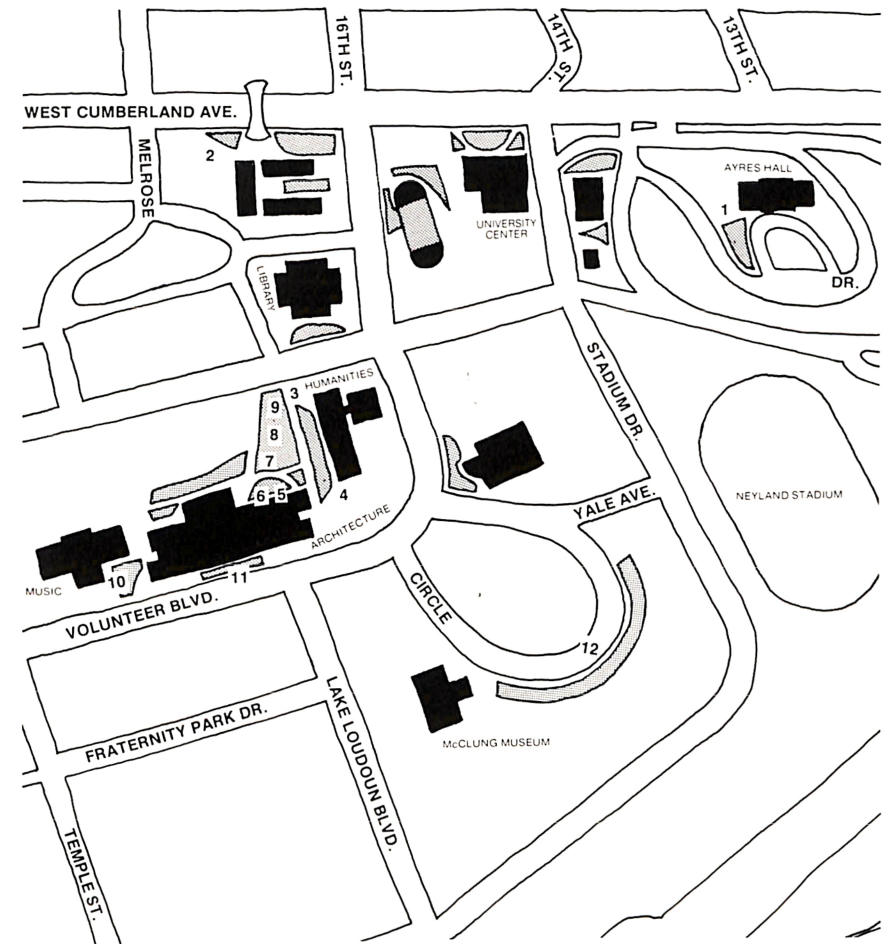 16TH ST.
14TH ST.
13TH ST.
WEST CUMBERLAND AVE.
MELROSE
2
AYRES HALL
1
UNIVERSITY
CENTER
DR.
LIBRARY
STADIUM DR.
HUMANITIES
3
9
8
7
6
5
4
ARCHITECTURE
NEYLAND STADIUM
YALE AVE.
MUSIC
10
11
VOLUNTEER BLVD.
CIRCLE
12
FRATERNITY PARK DR.
LAKE LOUDOUN BLVD.
McCLUNG MUSEUM
TEMPLE ST.